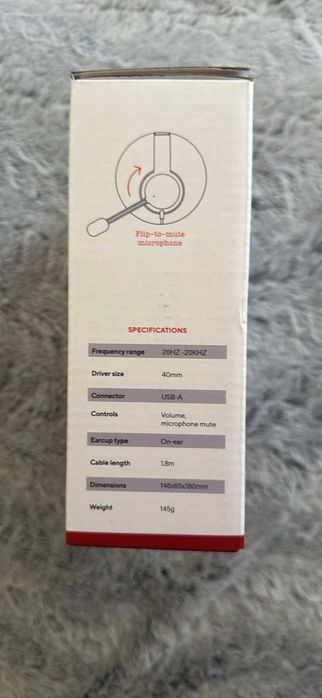 Flip-to-mute
microphone
SPECIFICATIONS
Frequency range 20HZ -20KHZ
Driver size 40mm
Connector USB-A
Controls Volume,
microphone mute
Earcup type On-ear
Cable length 1.8m
Dimensions 146x65x180mm
Weight 145g